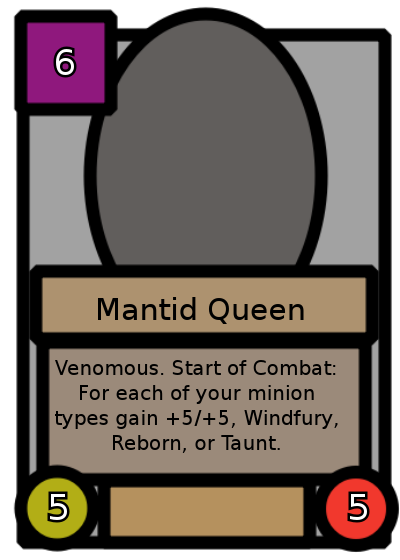 6
Mantid Queen
Venomous. Start of Combat:
For each of your minion
types gain +5/+5, Windfury,
Reborn, or Taunt.
5
5